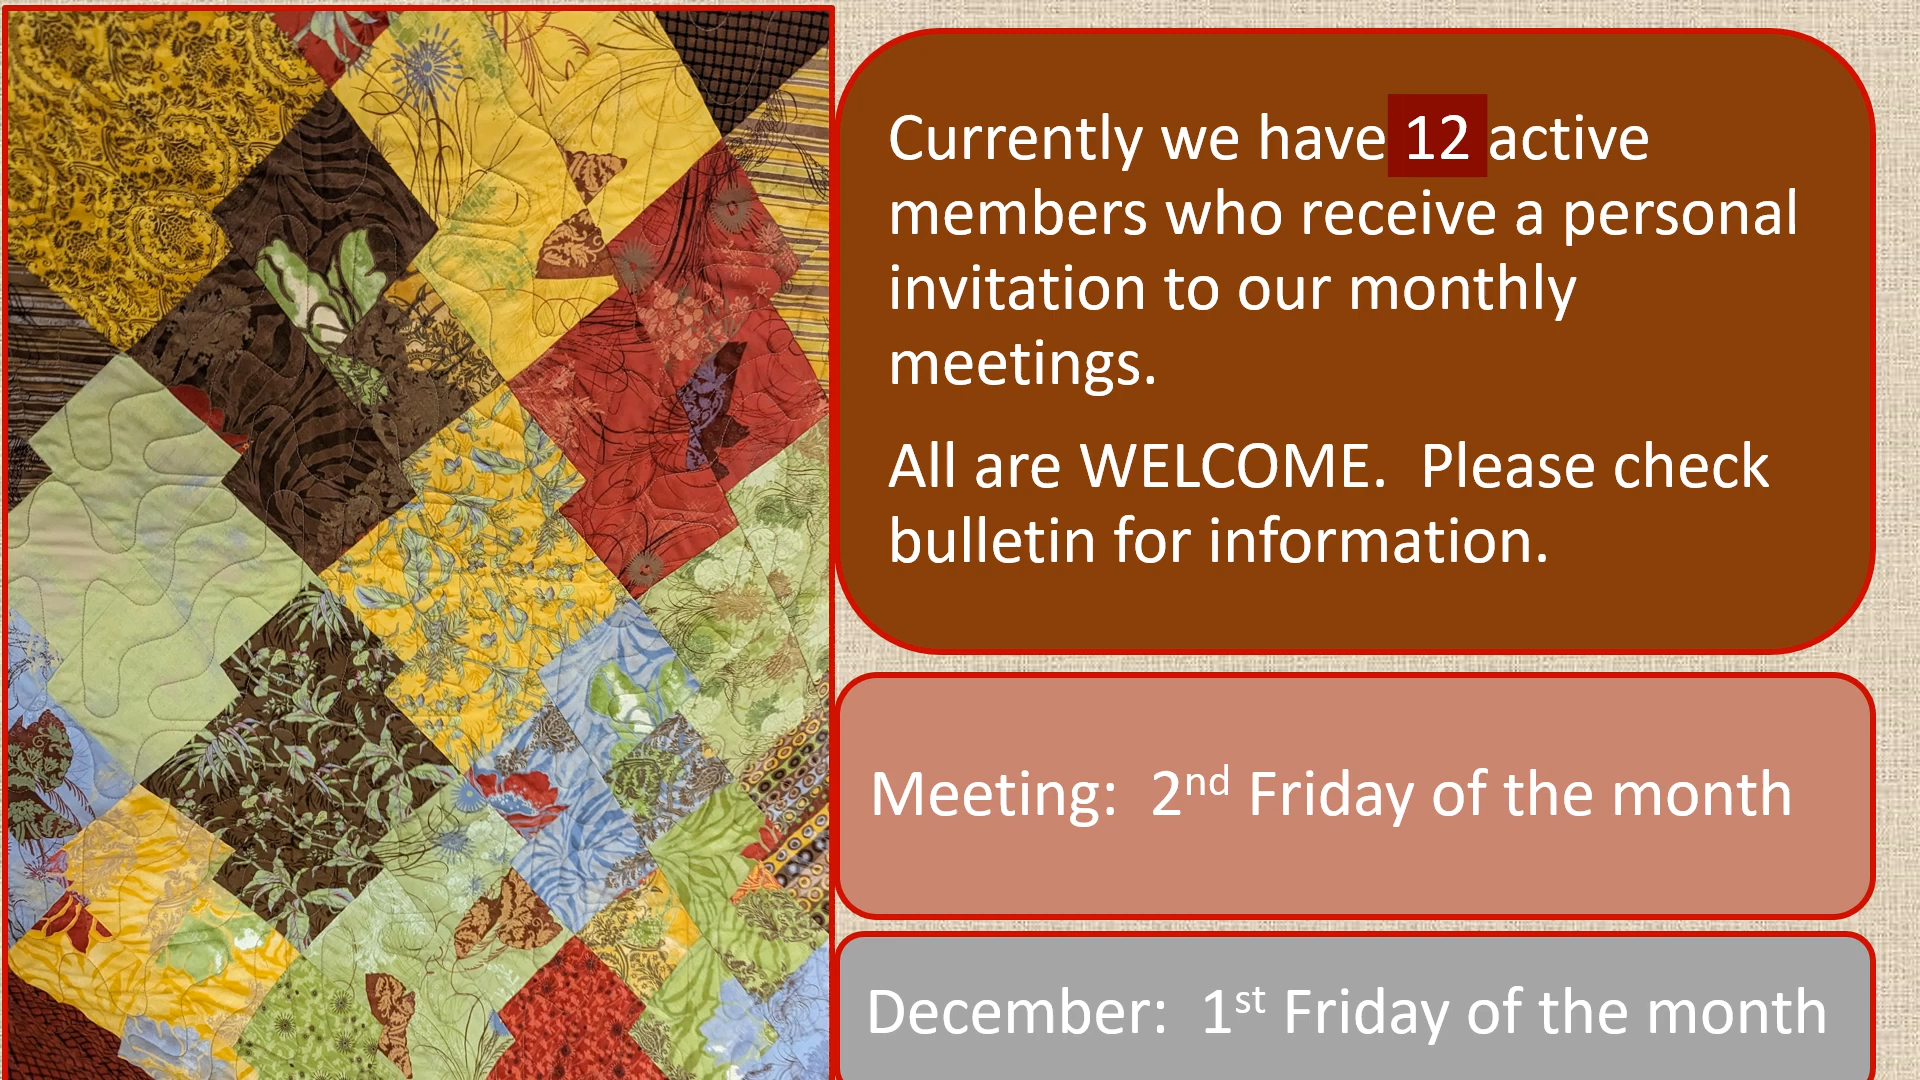 Currently we have 12 active
members who receive a personal
invitation to our monthly
meetings.
All are WELCOME.  Please check
bulletin for information.
Meeting:  2nd Friday of the month
December:  1st Friday of the month